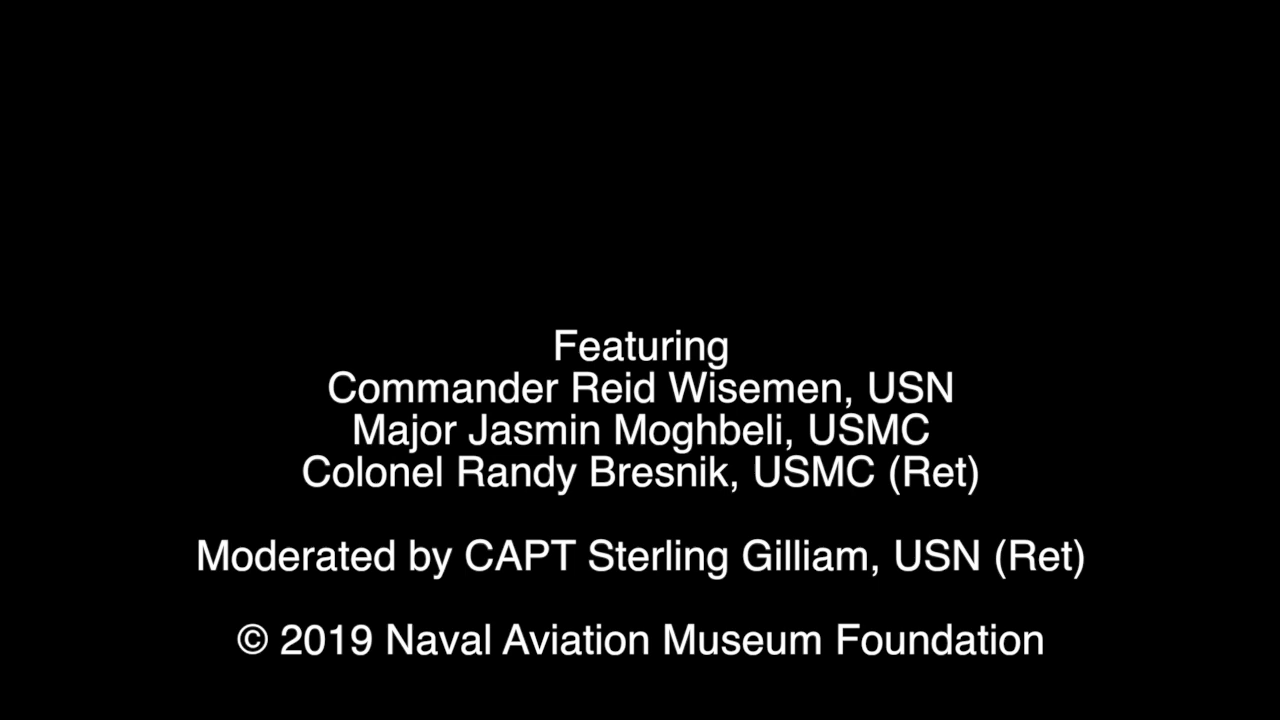 Featuring
Commander Reid Wisemen, USN
Major Jasmin Moghbeli, USMC
Colonel Randy Bresnik, USMC (Ret)
Moderated by CAPT Sterling Gilliam, USN (Ret)
© 2019 Naval Aviation Museum Foundation